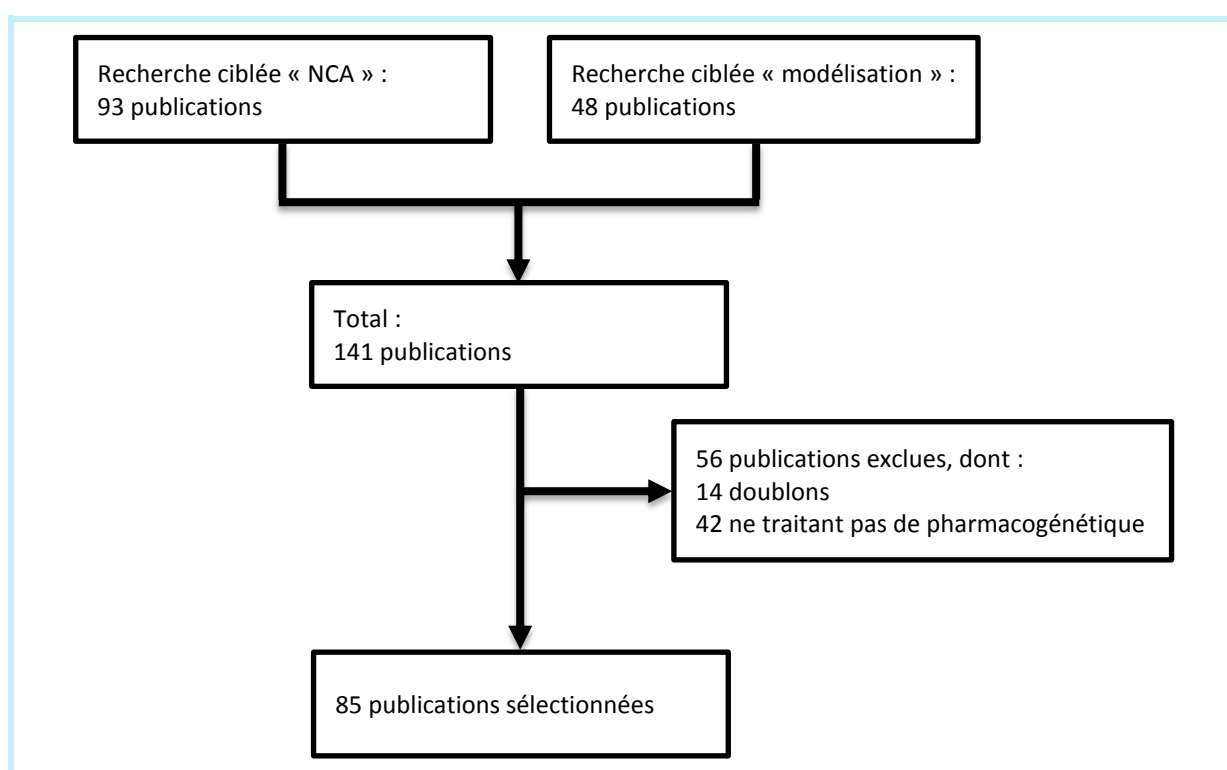 Recherche ciblée « NCA » :
93 publications
Recherche ciblée « modélisation » :
48 publications
Total :
141 publications
56 publications exclues, dont :
14 doublons
42 ne traitant pas de pharmacogénétique
85 publications sélectionnées